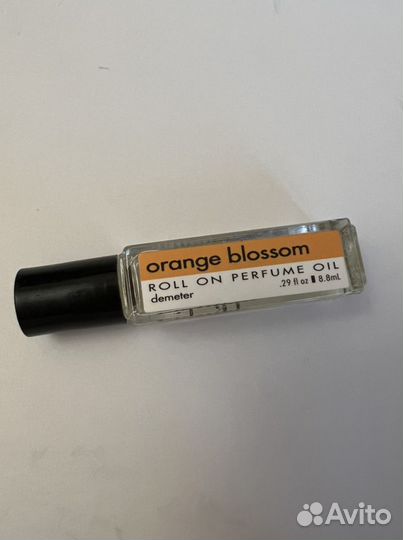 orange blossom
ROLL ON PERFUME OIL
demeter
.29 fl oz ▮ 8.8mL
Avito